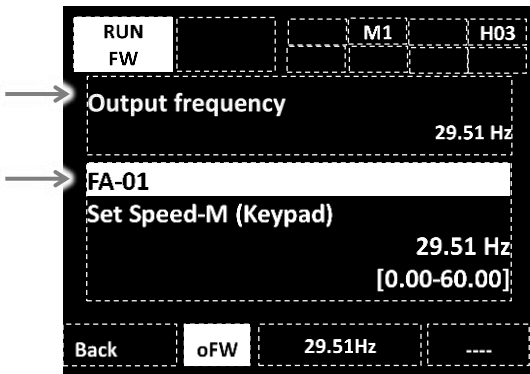 RUN M1 H03
FW
Output frequency
29.51 Hz
FA-01
Set Speed-M (Keypad)
29.51 Hz
[0.00-60.00]
Back oFW 29.51Hz ----